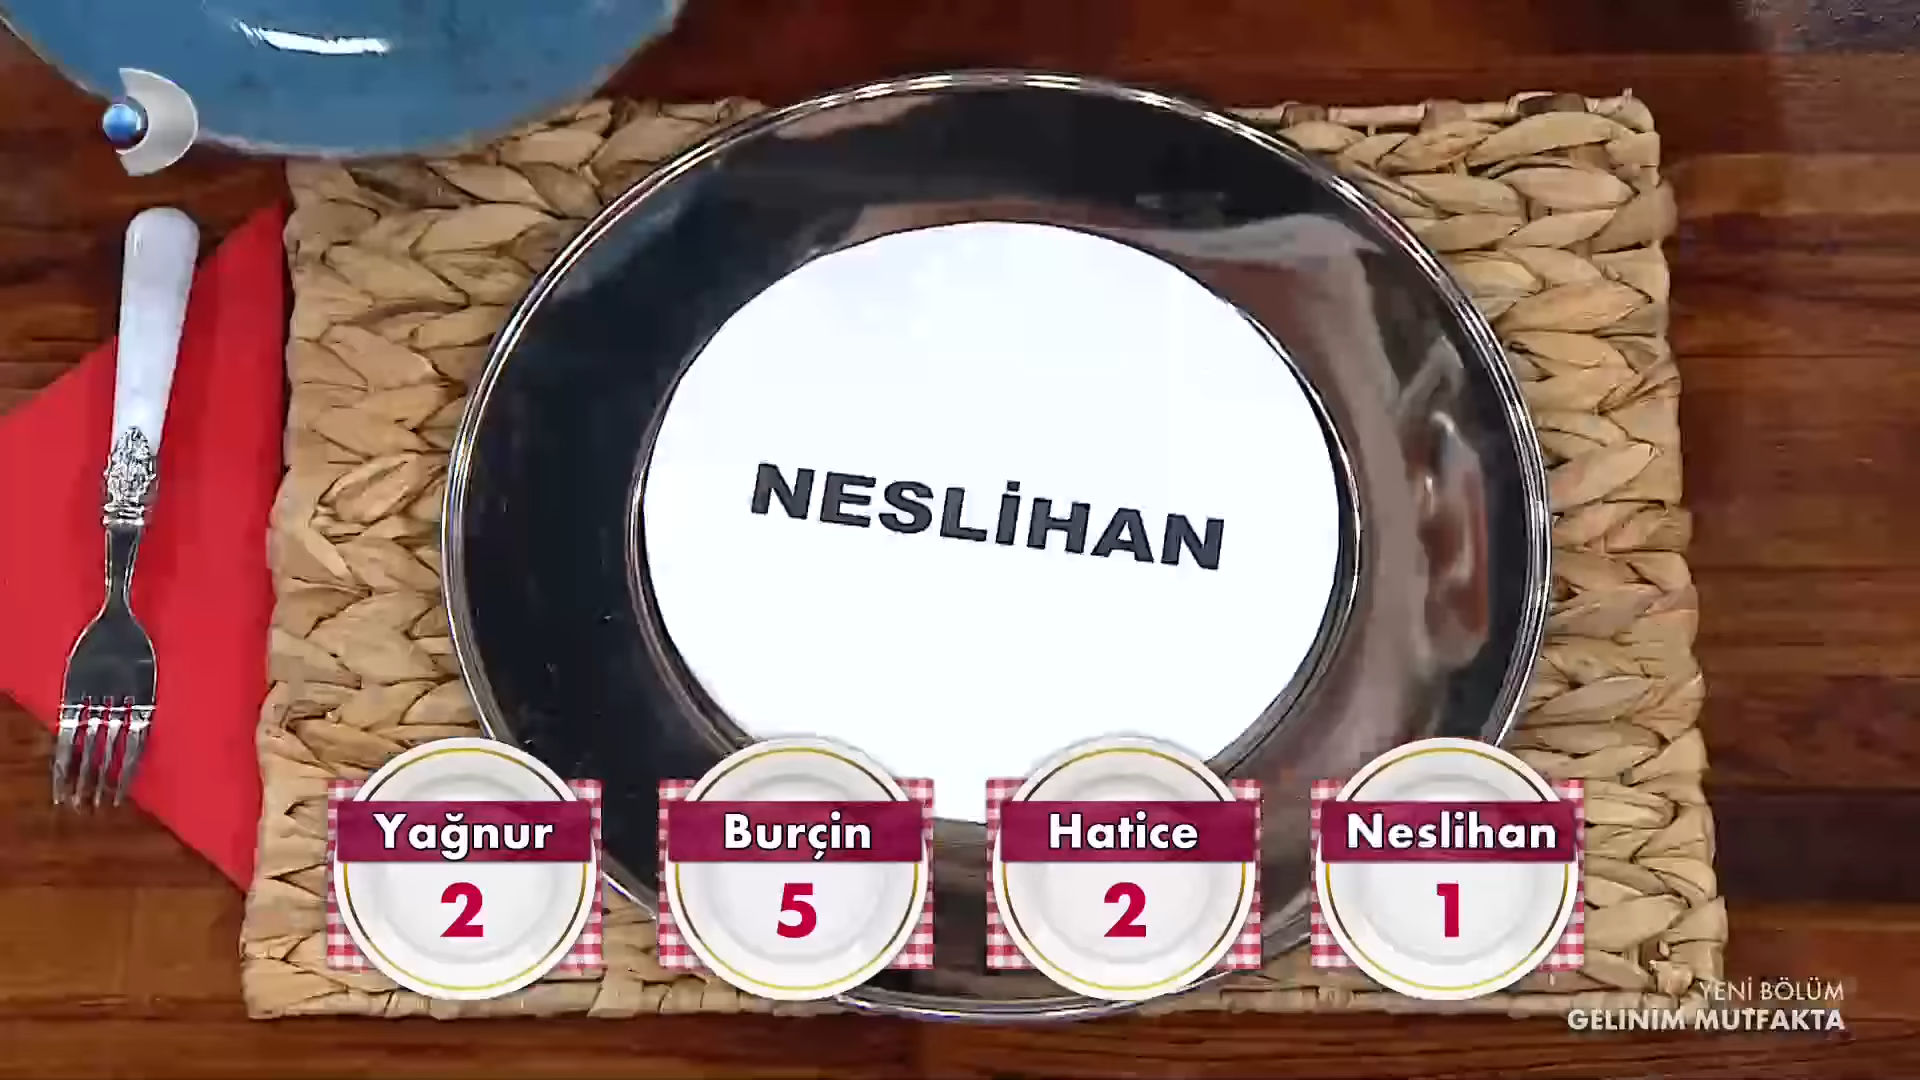 NESLİHAN
Yağnur
2
Burçin
5
Hatice
2
Neslihan
1
YENİ BÖLÜM
GELİNİM MUTFAKTA